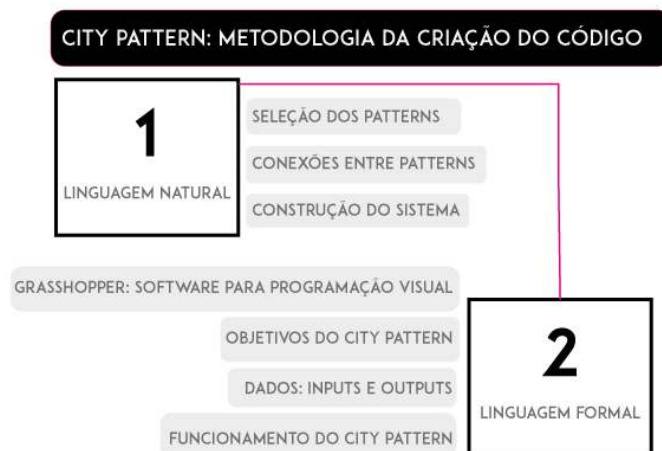 CITY PATTERN: METODOLOGIA DA CRIAÇÃO DO CÓDIGO
1
LINGUAGEM NATURAL
SELEÇÃO DOS PATTERNS
CONEXÕES ENTRE PATTERNS
CONSTRUÇÃO DO SISTEMA
GRASSHOPPER: SOFTWARE PARA PROGRAMAÇÃO VISUAL
OBJETIVOS DO CITY PATTERN
DADOS: INPUTS E OUTPUTS
FUNCIONAMENTO DO CITY PATTERN
2
LINGUAGEM FORMAL